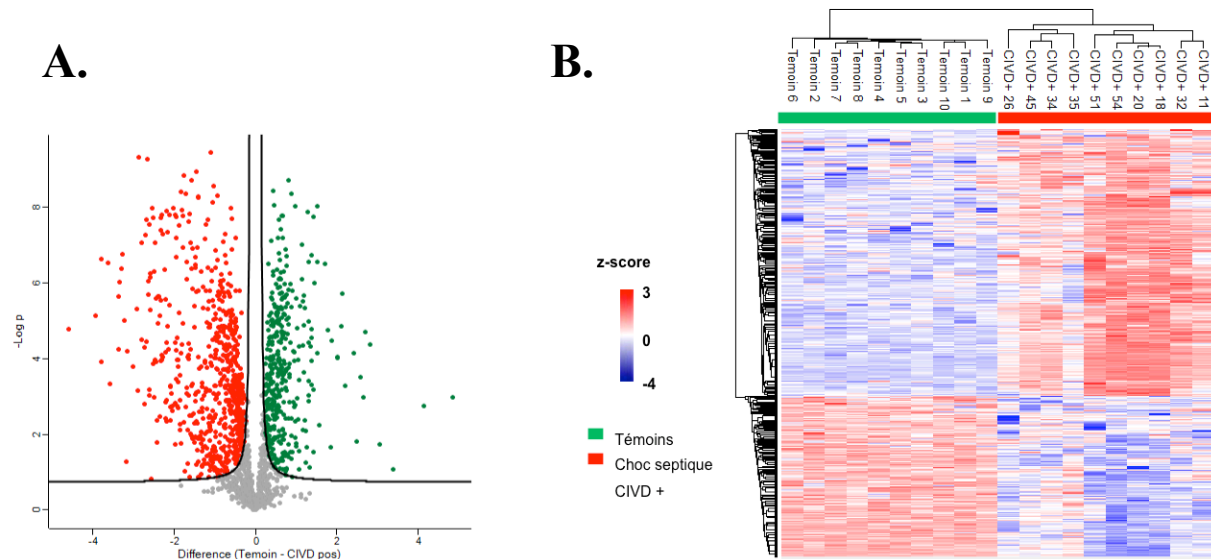 A.
-Log p
8
6
4
2
0
-4
-2
0
2
4
Difference (Temoin - CIVD pos)
B.
Temoin 6
Temoin 2
Temoin 7
Temoin 8
Temoin 4
Temoin 5
Temoin 3
Temoin 10
Temoin 1
Temoin 9
CIVD+ 26
CIVD+ 45
CIVD+ 34
CIVD+ 35
CIVD+ 51
CIVD+ 54
CIVD+ 20
CIVD+ 18
CIVD+ 32
CIVD+ 11
z-score
3
0
-4
Témoins
Choc septique
CIVD +